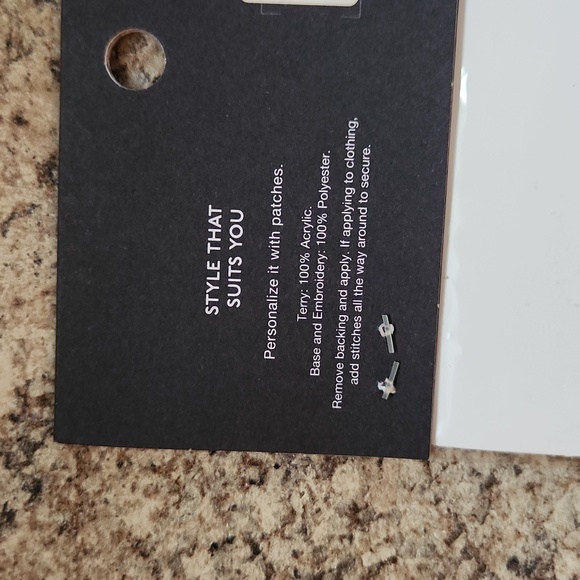 STYLE THAT
SUITS YOU
Personalize it with patches.
Terry: 100% Acrylic.
Base and Embroidery: 100% Polyester.
Remove backing and apply. If applying to clothing,
add stitches all the way around to secure.